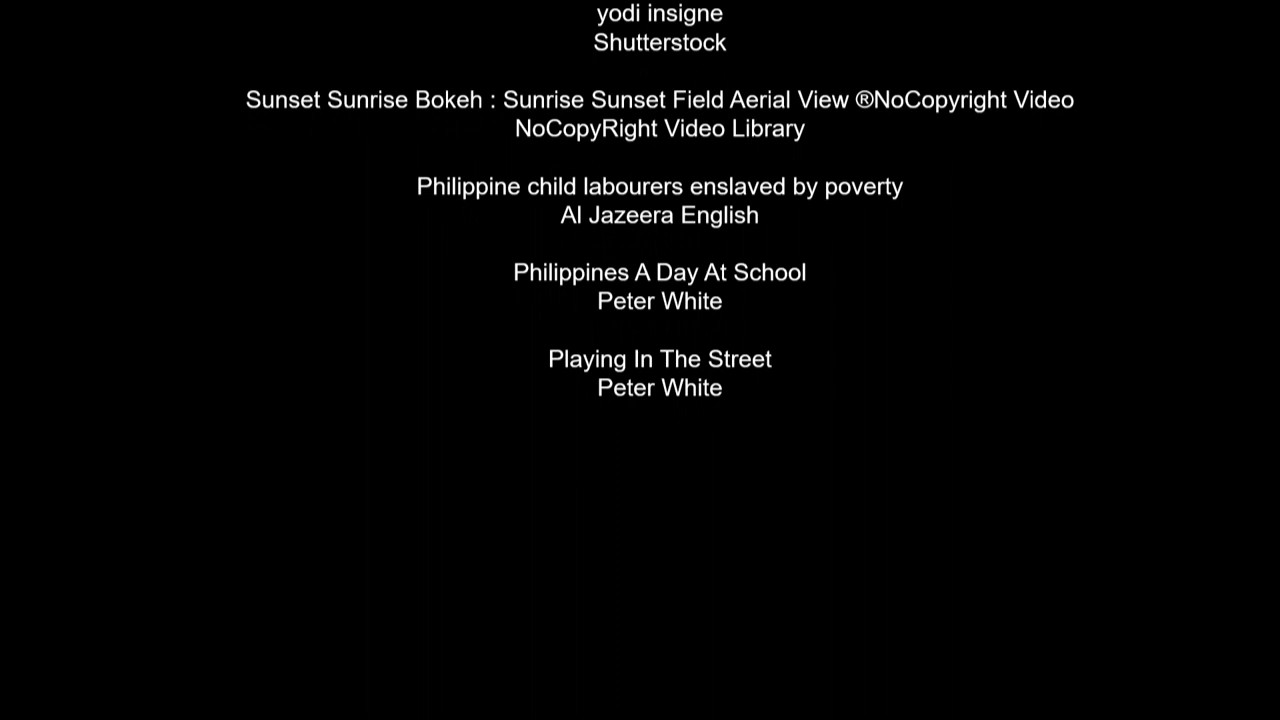 yodi insigne
Shutterstock
Sunset Sunrise Bokeh : Sunrise Sunset Field Aerial View ®NoCopyright Video
NoCopyRight Video Library
Philippine child labourers enslaved by poverty
Al Jazeera English
Philippines A Day At School
Peter White
Playing In The Street
Peter White